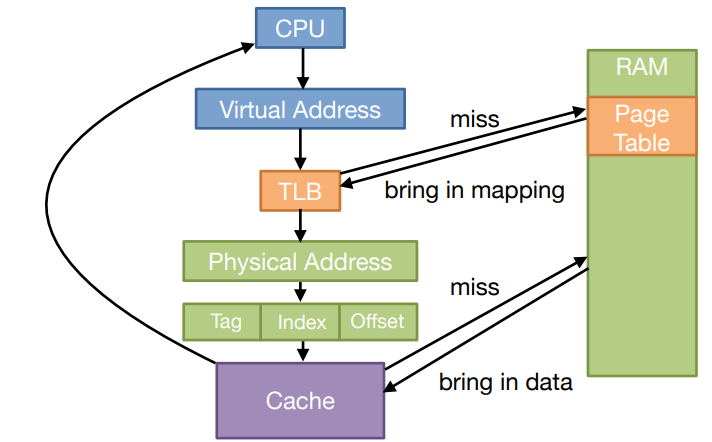 CPU
RAM
Virtual Address
miss
Page
Table
TLB
bring in mapping
Physical Address
miss
Tag
Index
Offset
bring in data
Cache